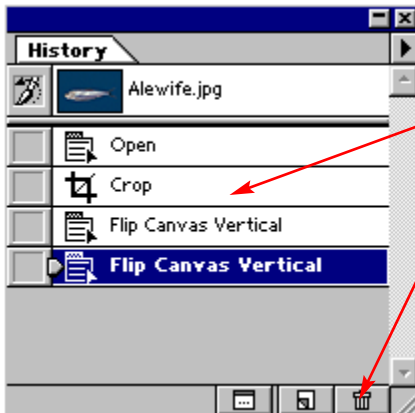 History
Alewife.jpg
Open
Crop
Flip Canvas Vertical
Flip Canvas Vertical